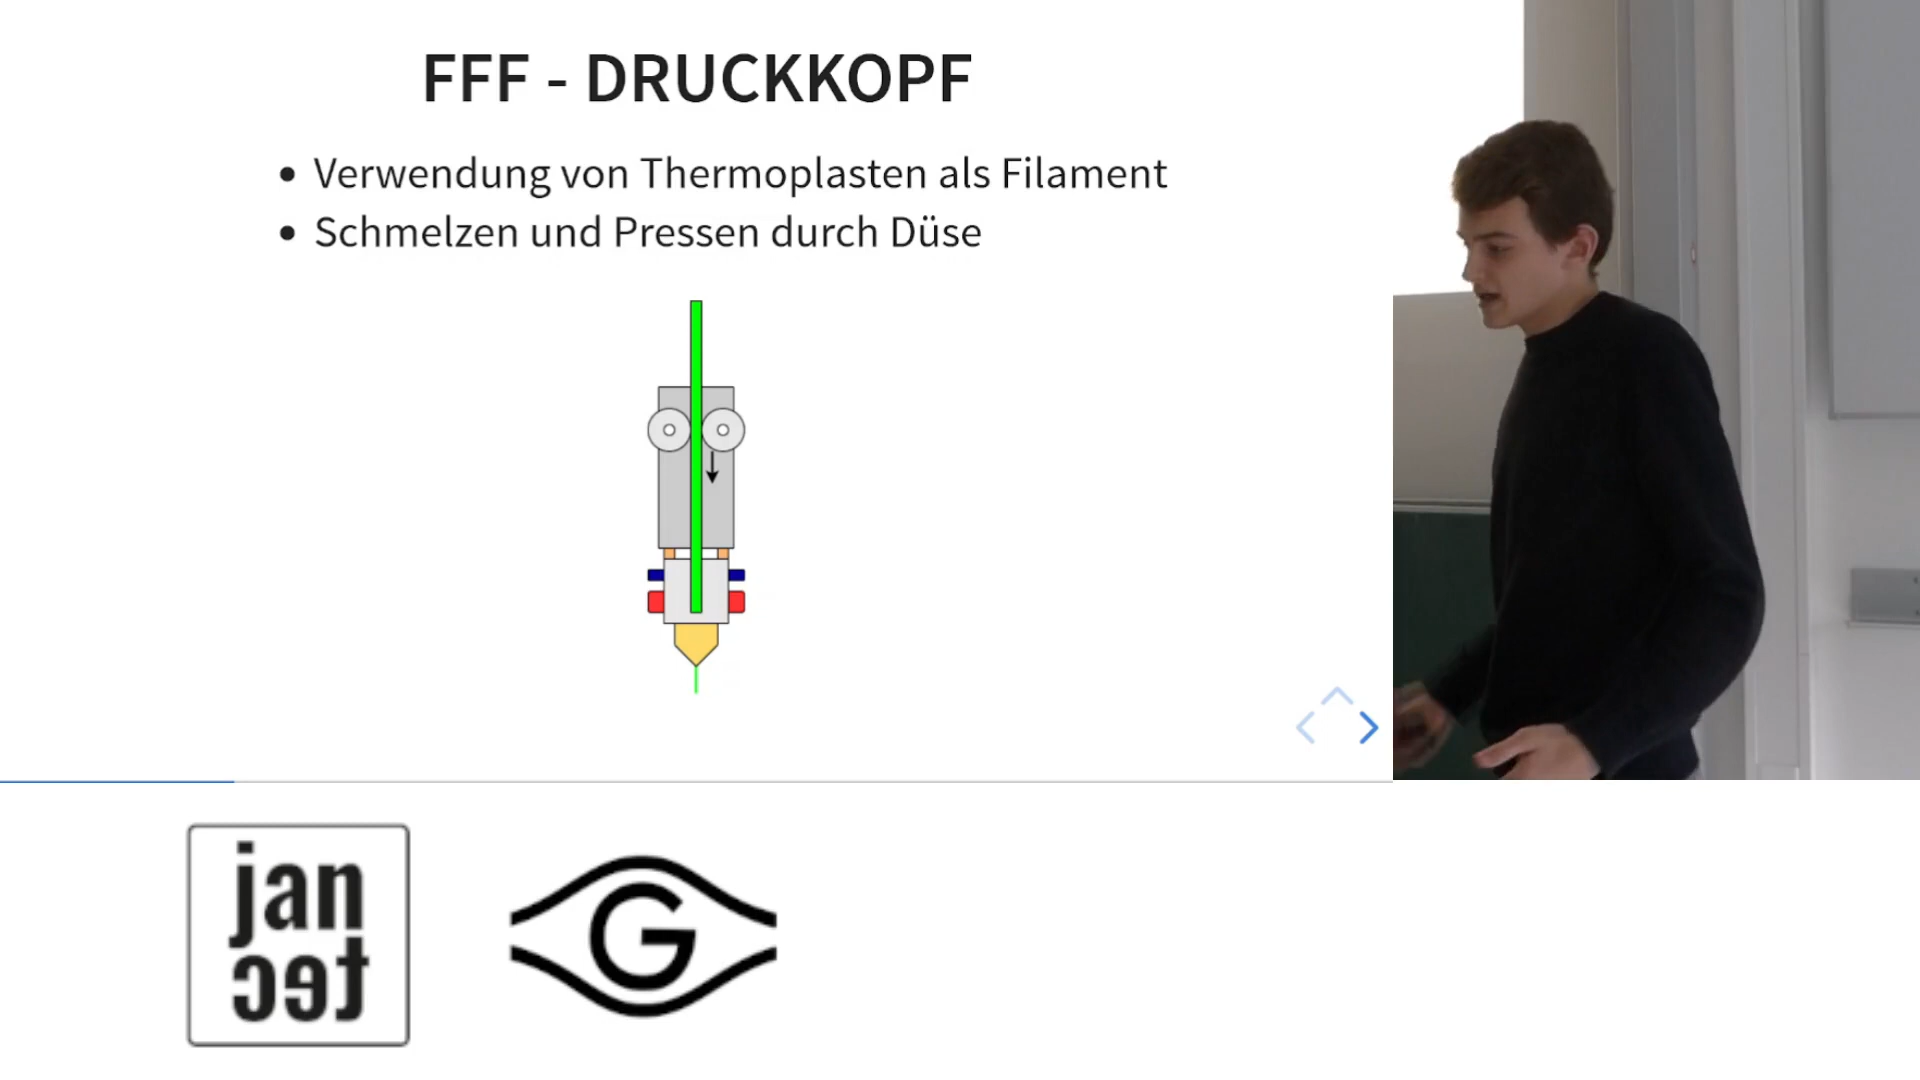 FFF - DRUCKKOPF
• Verwendung von Thermoplasten als Filament
• Schmelzen und Pressen durch Düse
jan
tec
G